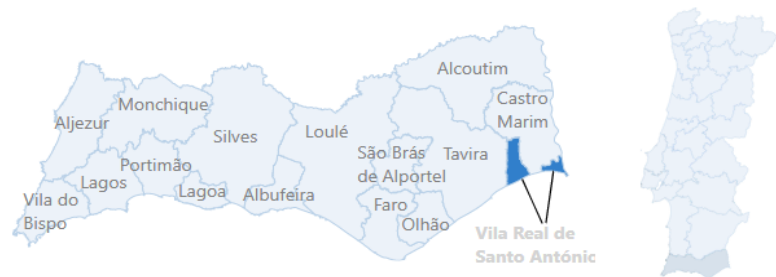 Alcoutim
Castro
Marim
Monchique
Aljezur
Silves
Loulé
São Brás
de Alportel
Tavira
Portimão
Lagos
Lagoa
Albufeira
Vila do
Bispo
Faro
Olhão
Vila Real de
Santo Antónic